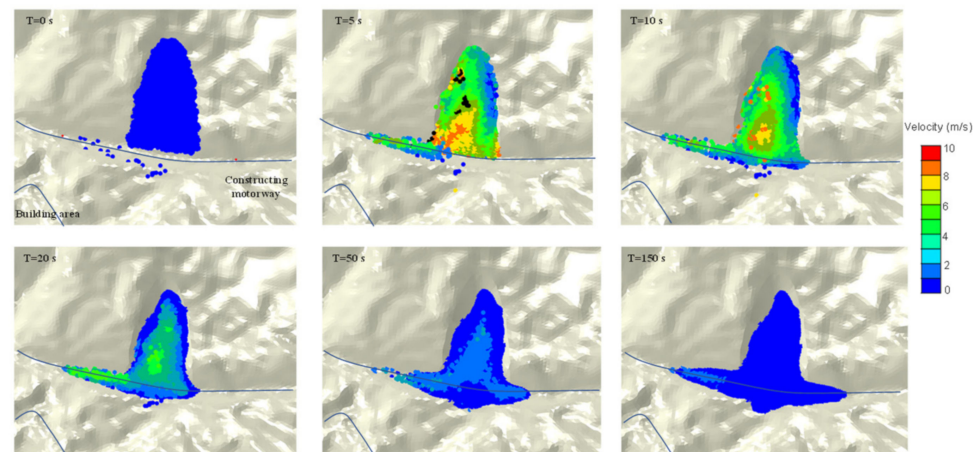 T=0 s
T=5 s
T=10 s
Constructing
motorway
Building area
Velocity (m/s)
10
8
6
4
2
0
T=20 s
T=50 s
T=150 s